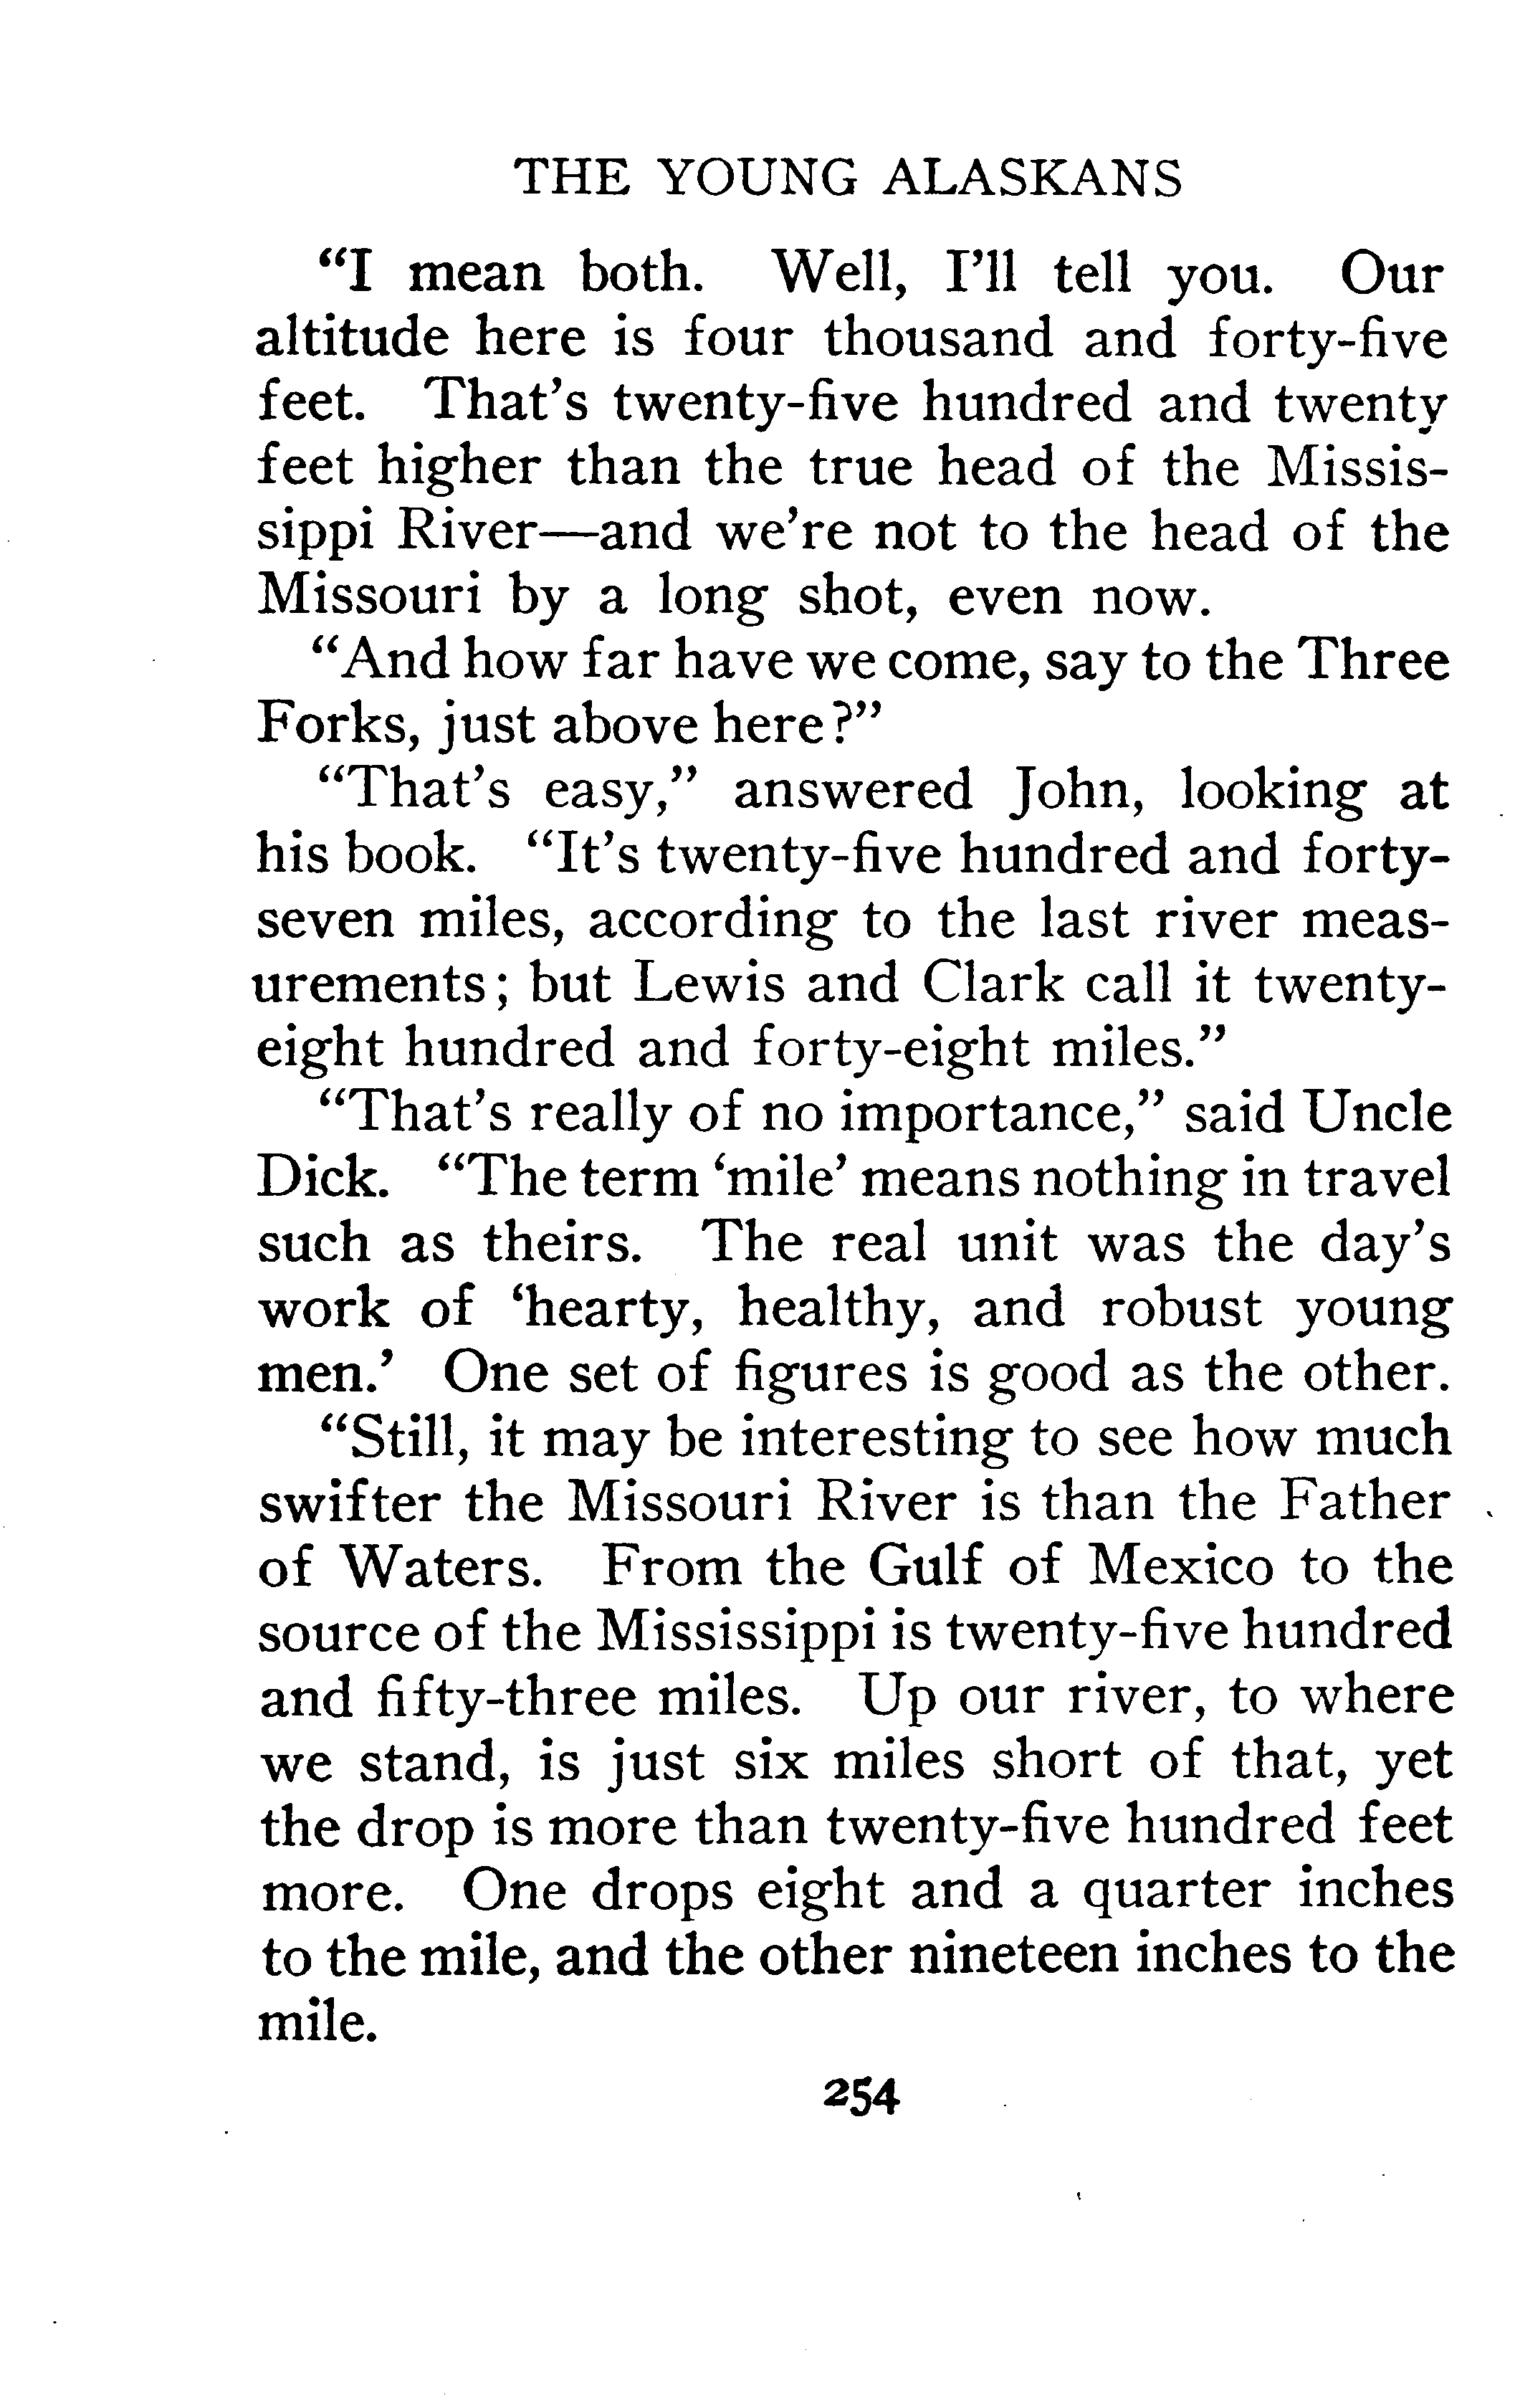 THE YOUNG ALASKANS
“I mean both. Well, I’ll tell you. Our
altitude here is four thousand and forty-five
feet. That’s twenty-five hundred and twenty
feet higher than the true head of the Missis-
sippi River—and we’re not to the head of the
Missouri by a long shot, even now.
“And how far have we come, say to the Three
Forks, just above here?”
“That’s easy,” answered John, looking at
his book. “It’s twenty-five hundred and forty-
seven miles, according to the last river meas-
urements; but Lewis and Clark call it twenty-
eight hundred and forty-eight miles.”
“That’s really of no importance,” said Uncle
Dick. “The term ‘mile’ means nothing in travel
such as theirs. The real unit was the day’s
work of ‘hearty, healthy, and robust young
men.’ One set of figures is good as the other.
“Still, it may be interesting to see how much
swifter the Missouri River is than the Father
of Waters. From the Gulf of Mexico to the
source of the Mississippi is twenty-five hundred
and fifty-three miles. Up our river, to where
we stand, is just six miles short of that, yet
the drop is more than twenty-five hundred feet
more. One drops eight and a quarter inches
to the mile, and the other nineteen inches to the
mile.
254